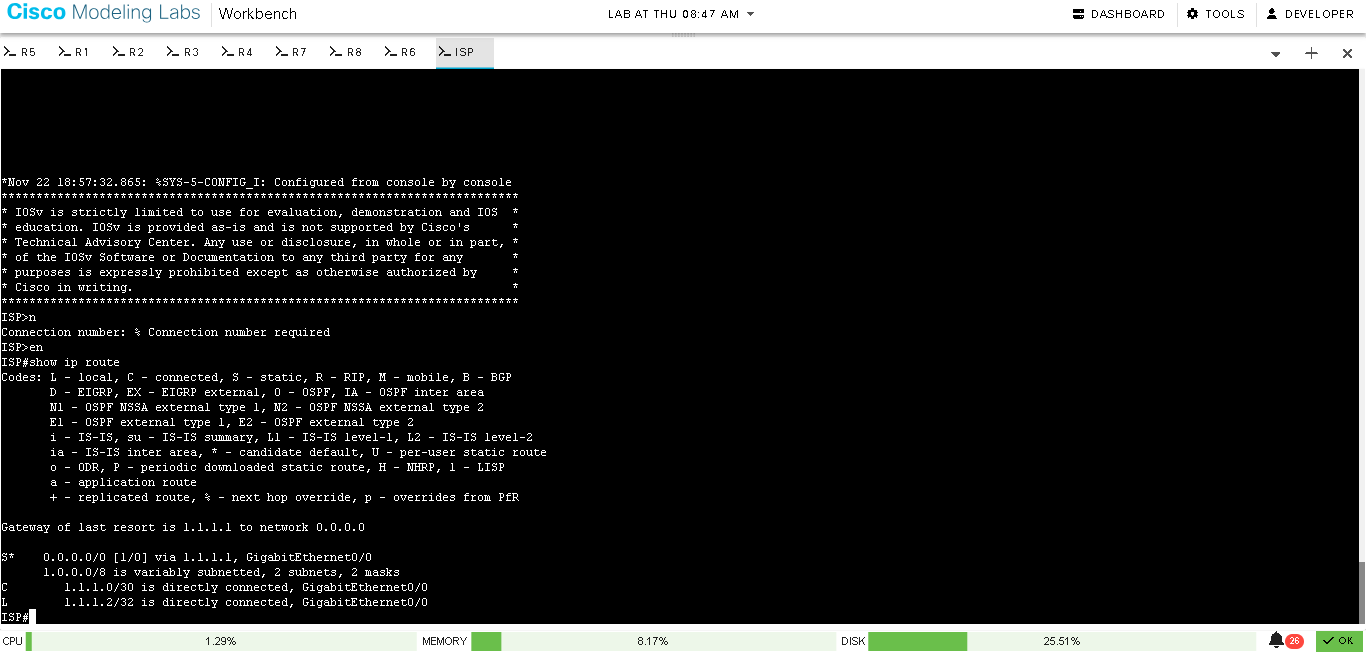 Cisco Modeling Labs Workbench LAB AT THU 08:47 AM DASHBOARD TOOLS DEVELOPER
R5 R1 R2 R3 R4 R7 R8 R6 ISP
*Nov 22 18:57:32.865: %SYS-5-CONFIG_I: Configured from console by console
**************************************************************************
* IOSv is strictly limited to use for evaluation, demonstration and IOS  *
* education. IOSv is provided as-is and is not supported by Cisco's      *
* Technical Advisory Center. Any use or disclosure, in whole or in part, *
* of the IOSv Software or Documentation to any third party for any       *
* purposes is expressly prohibited except as otherwise authorized by     *
* Cisco in writing.                                                      *
**************************************************************************
ISP>n
Connection number: % Connection number required
ISP>en
ISP#show ip route
Codes: L - local, C - connected, S - static, R - RIP, M - mobile, B - BGP
       D - EIGRP, EX - EIGRP external, O - OSPF, IA - OSPF inter area
       N1 - OSPF NSSA external type 1, N2 - OSPF NSSA external type 2
       E1 - OSPF external type 1, E2 - OSPF external type 2
       i - IS-IS, su - IS-IS summary, L1 - IS-IS level-1, L2 - IS-IS level-2
       ia - IS-IS inter area, * - candidate default, U - per-user static route
       o - ODR, P - periodic downloaded static route, H - NHRP, l - LISP
       a - application route
       + - replicated route, % - next hop override, p - overrides from PfR
Gateway of last resort is 1.1.1.1 to network 0.0.0.0
S*    0.0.0.0/0 [1/0] via 1.1.1.1, GigabitEthernet0/0
      1.0.0.0/8 is variably subnetted, 2 subnets, 2 masks
C        1.1.1.0/30 is directly connected, GigabitEthernet0/0
L        1.1.1.2/32 is directly connected, GigabitEthernet0/0
ISP#
CPU 1.29% MEMORY 8.17% DISK 25.51% 26 OK